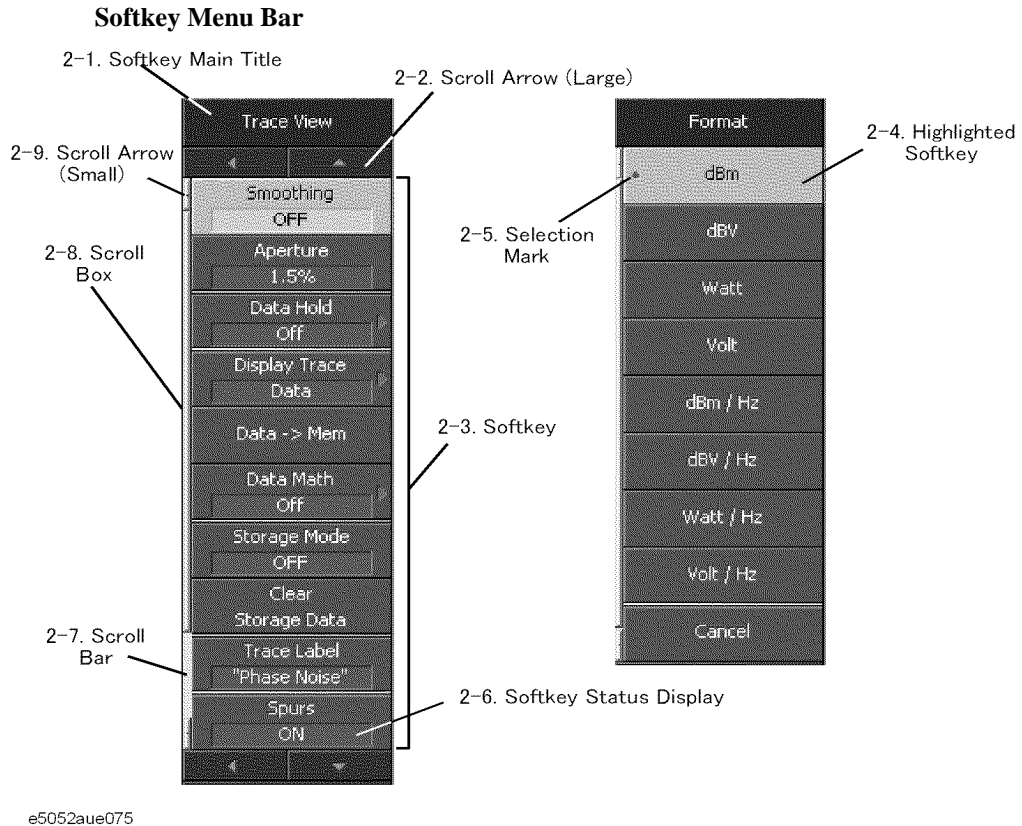 Softkey Menu Bar
2-1. Softkey Main Title
2-2. Scroll Arrow (Large)
Trace View
2-9. Scroll Arrow
(Small)
Smoothing
OFF
2-8. Scroll
Box
Aperture
1.5%
Data Hold
Off
Display Trace
Data
Data -> Mem
2-3. Softkey
Data Math
Off
Storage Mode
OFF
Clear
Storage Data
2-7. Scroll
Bar
Trace Label
"Phase Noise"
Spurs
ON
2-6. Softkey Status Display
Format
2-4. Highlighted
Softkey
dBm
2-5. Selection
Mark
dBV
Watt
Volt
dBm / Hz
dBV / Hz
Watt / Hz
Volt / Hz
Cancel
e5052aue075